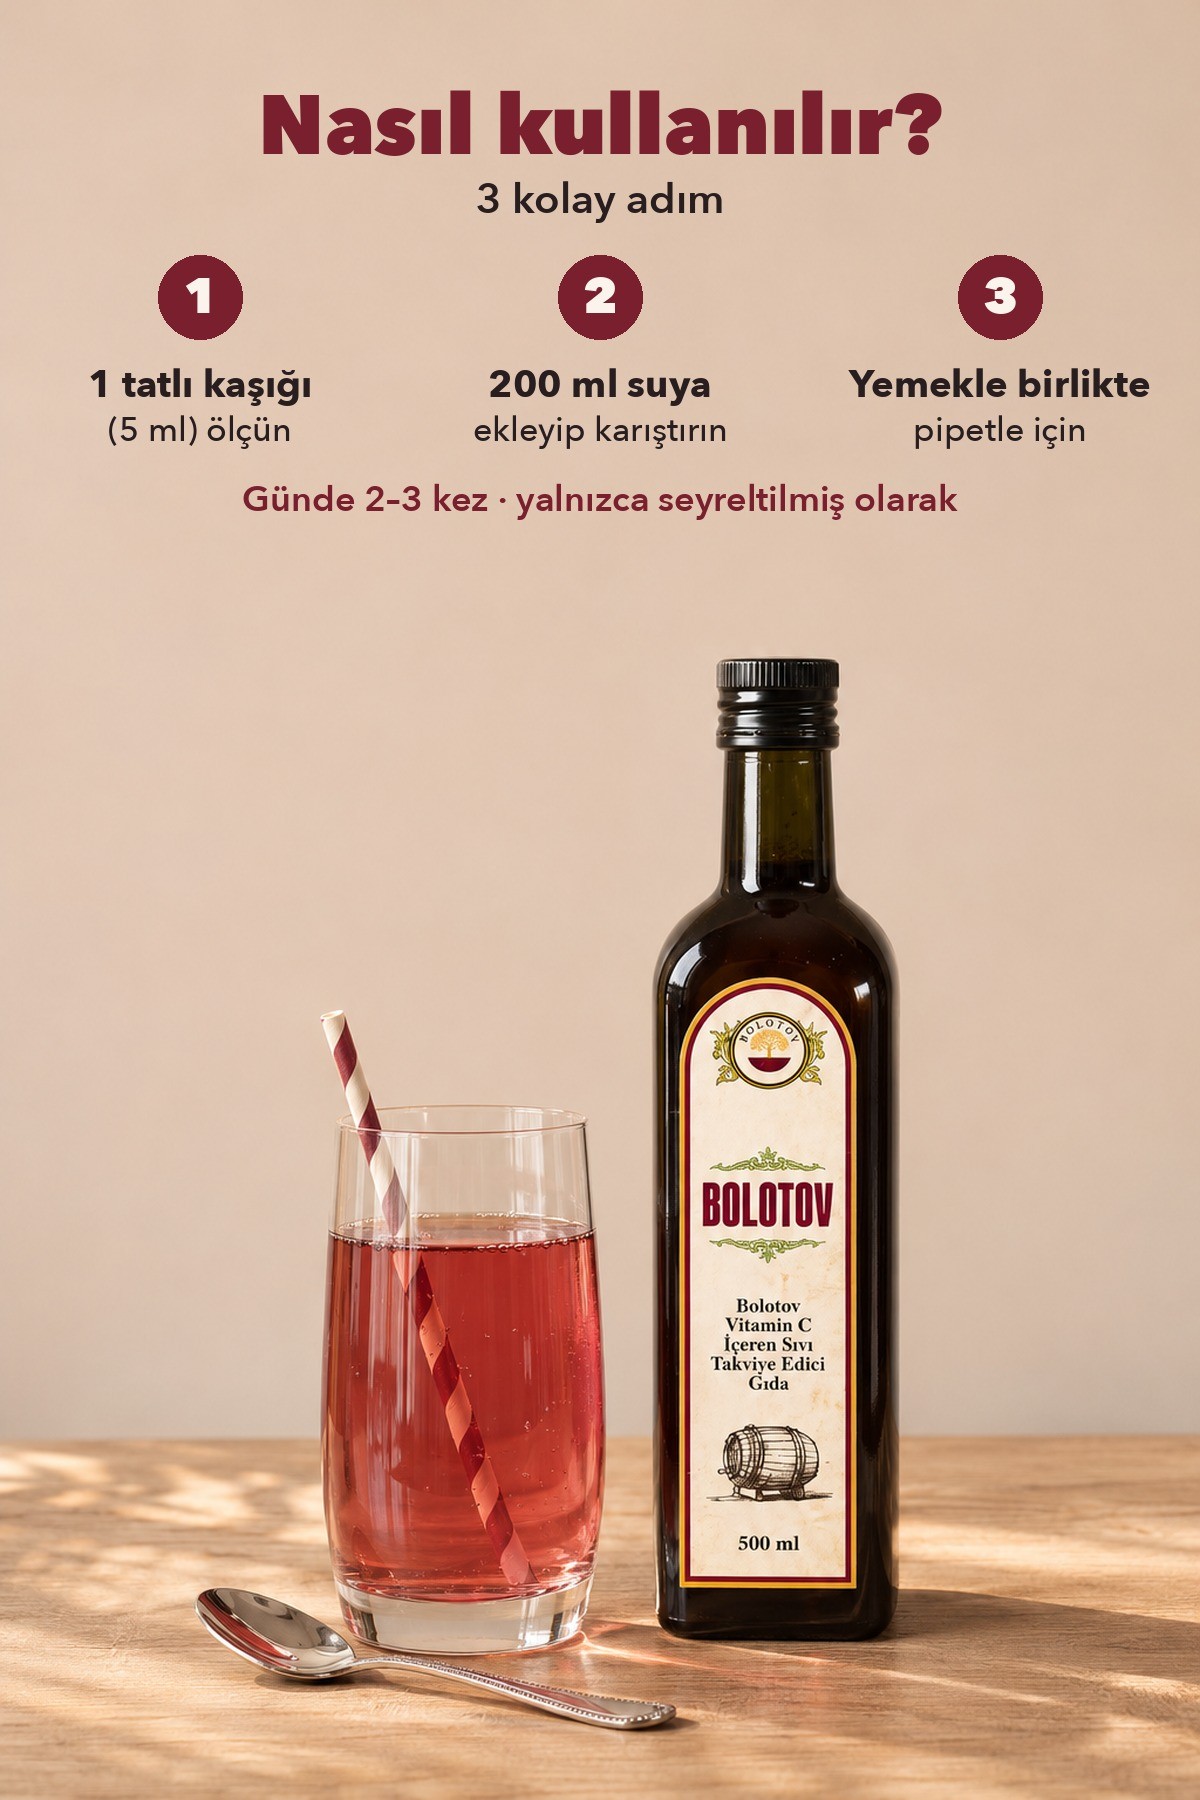 Nasıl kullanılır?
3 kolay adım
1
2
3
1 tatlı kaşığı
(5 ml) ölçün
200 ml suya
ekleyip karıştırın
Yemekle birlikte
pipetle için
Günde 2–3 kez · yalnızca seyreltilmiş olarak
BOLOTOV
BOLOTOV
Bolotov
Vitamin C
İçeren Sıvı
Takviye Edici
Gıda
500 ml